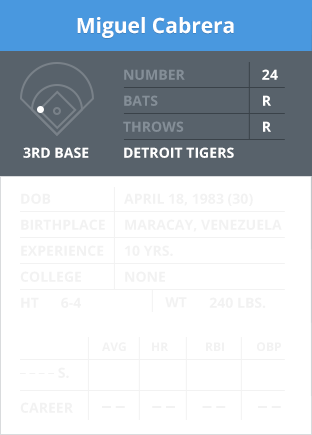 Miguel Cabrera
NUMBER 24
BATS R
THROWS R
3RD BASE DETROIT TIGERS
DOB APRIL 18, 1983 (30)
BIRTHPLACE MARACAY, VENEZUELA
EXPERIENCE 10 YRS.
COLLEGE NONE
HT 6-4 WT 240 LBS.
AVG HR RBI OBP
---- S.
CAREER -- -- -- --